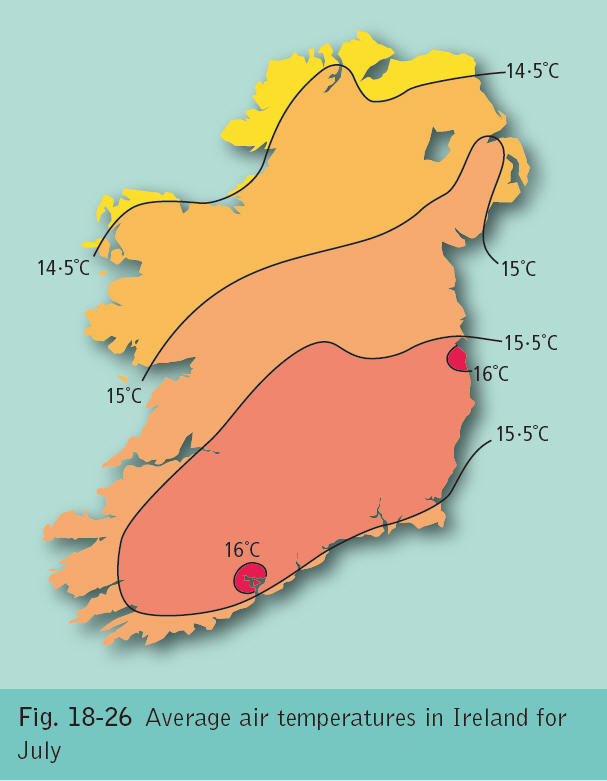 14·5°C
14·5°C
15°C
15·5°C
16°C
15°C
15·5°C
16°C
Fig. 18-26 Average air temperatures in Ireland for
July